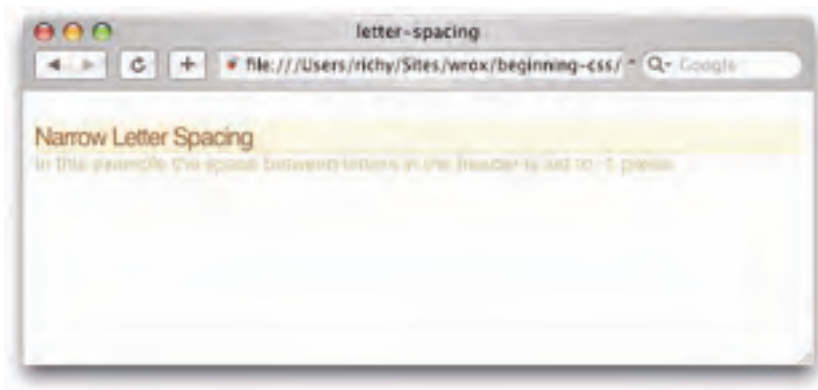 letter-spacing
file:///Users/richy/Sites/wrox/beginning-css/
Google
Narrow Letter Spacing
In this example the space between letters in the header is set to -1 pixels